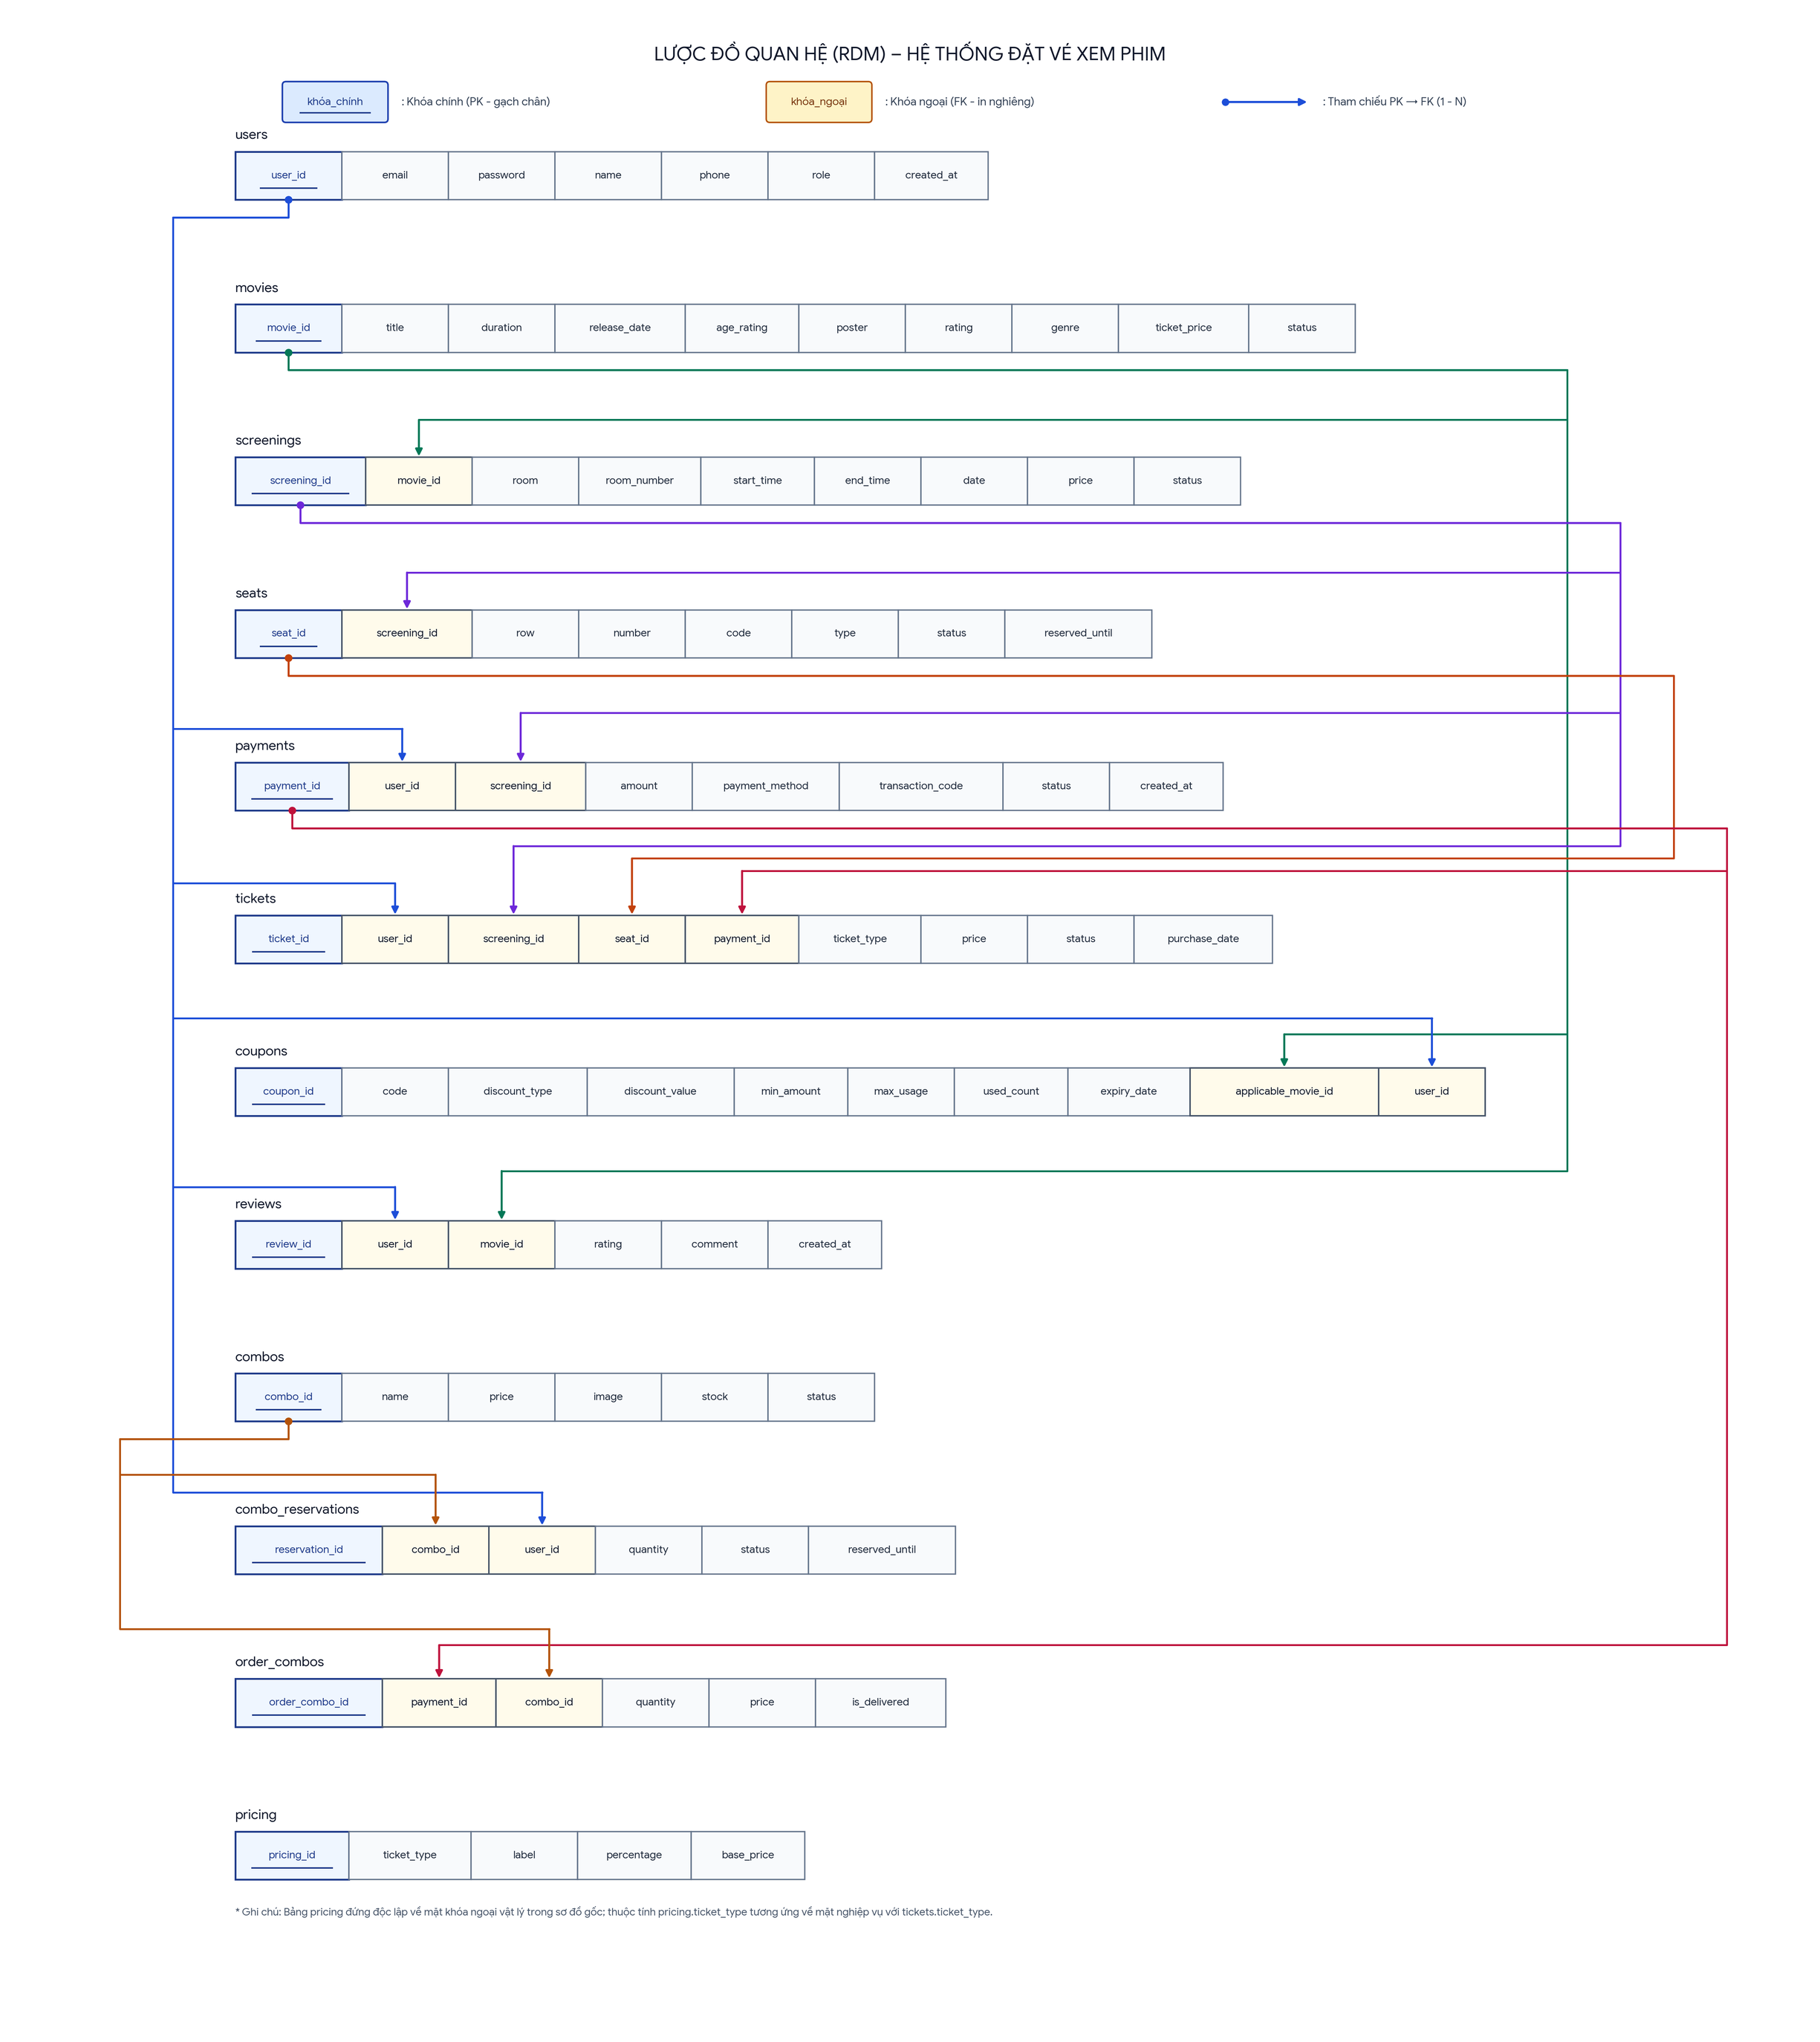 LƯỢC ĐỒ QUAN HỆ (RDM) – HỆ THỐNG ĐẶT VÉ XEM PHIM
khóa_chính : Khóa chính (PK - gạch chân) khóa_ngoại : Khóa ngoại (FK - in nghiêng) : Tham chiếu PK → FK (1 - N)
users
user_id email password name phone role created_at
movies
movie_id title duration release_date age_rating poster rating genre ticket_price status
screenings
screening_id movie_id room room_number start_time end_time date price status
seats
seat_id screening_id row number code type status reserved_until
payments
payment_id user_id screening_id amount payment_method transaction_code status created_at
tickets
ticket_id user_id screening_id seat_id payment_id ticket_type price status purchase_date
coupons
coupon_id code discount_type discount_value min_amount max_usage used_count expiry_date applicable_movie_id user_id
reviews
review_id user_id movie_id rating comment created_at
combos
combo_id name price image stock status
combo_reservations
reservation_id combo_id user_id quantity status reserved_until
order_combos
order_combo_id payment_id combo_id quantity price is_delivered
pricing
pricing_id ticket_type label percentage base_price
* Ghi chú: Bảng pricing đứng độc lập về mặt khóa ngoại vật lý trong sơ đồ gốc; thuộc tính pricing.ticket_type tương ứng về mặt nghiệp vụ với tickets.ticket_type.